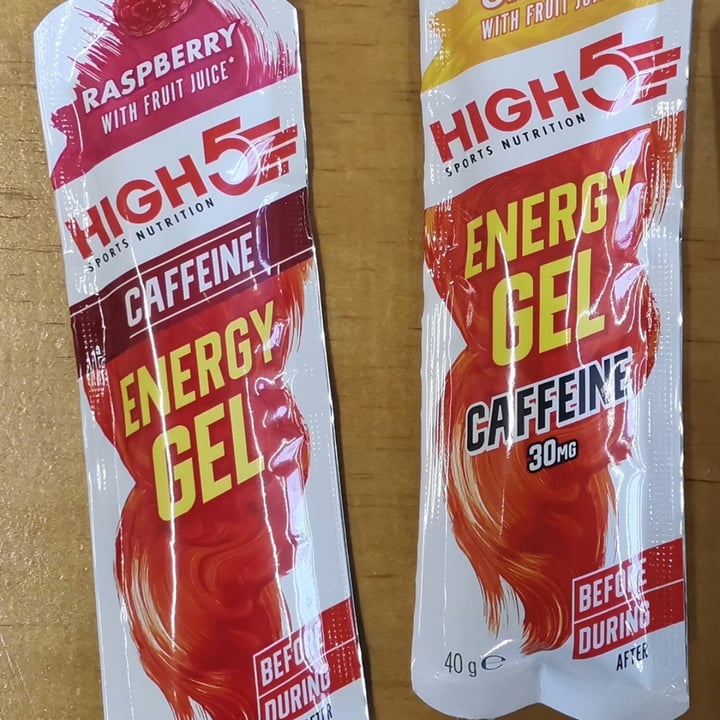 RASPBERRY
WITH FRUIT JUICE*
HIGH5
SPORTS NUTRITION
CAFFEINE
ENERGY
GEL
BEFORE
DURING
AFTER
WITH FRUIT JUICE
HIGH5
SPORTS NUTRITION
ENERGY
GEL
CAFFEINE
30MG
BEFORE
DURING
AFTER
40 g ℮